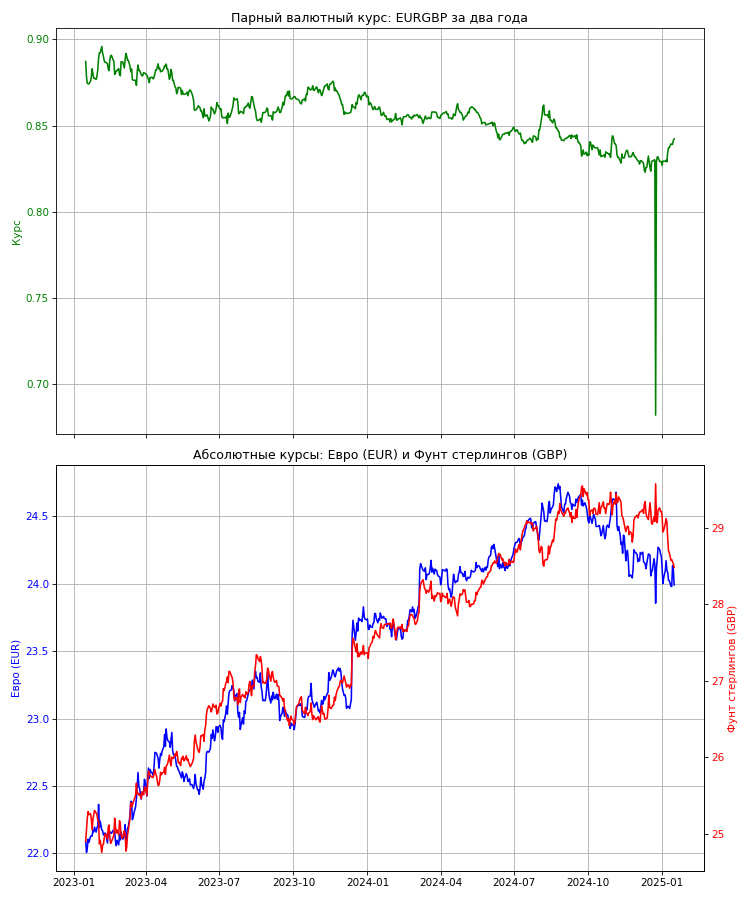 Парный валютный курс: EURGBP за два года
0.90
0.85
0.80
0.75
0.70
Курс
Абсолютные курсы: Евро (EUR) и Фунт стерлингов (GBP)
24.5
24.0
23.5
23.0
22.5
22.0
Евро (EUR)
29
28
27
26
25
Фунт стерлингов (GBP)
2023-01 2023-04 2023-07 2023-10 2024-01 2024-04 2024-07 2024-10 2025-01